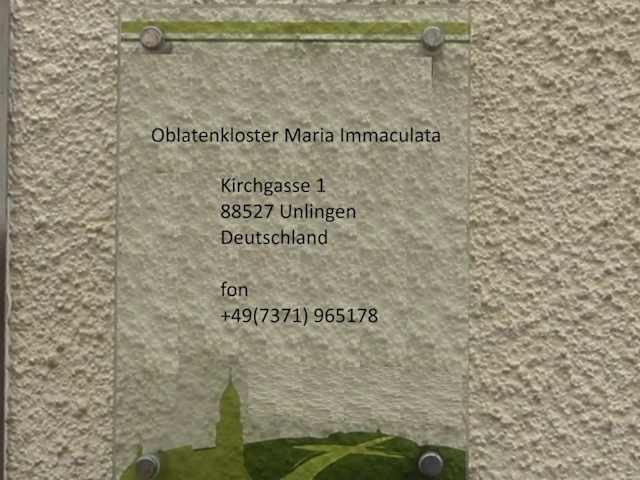 Oblatenkloster Maria Immaculata
Kirchgasse 1
88527 Unlingen
Deutschland
fon
+49(7371) 965178